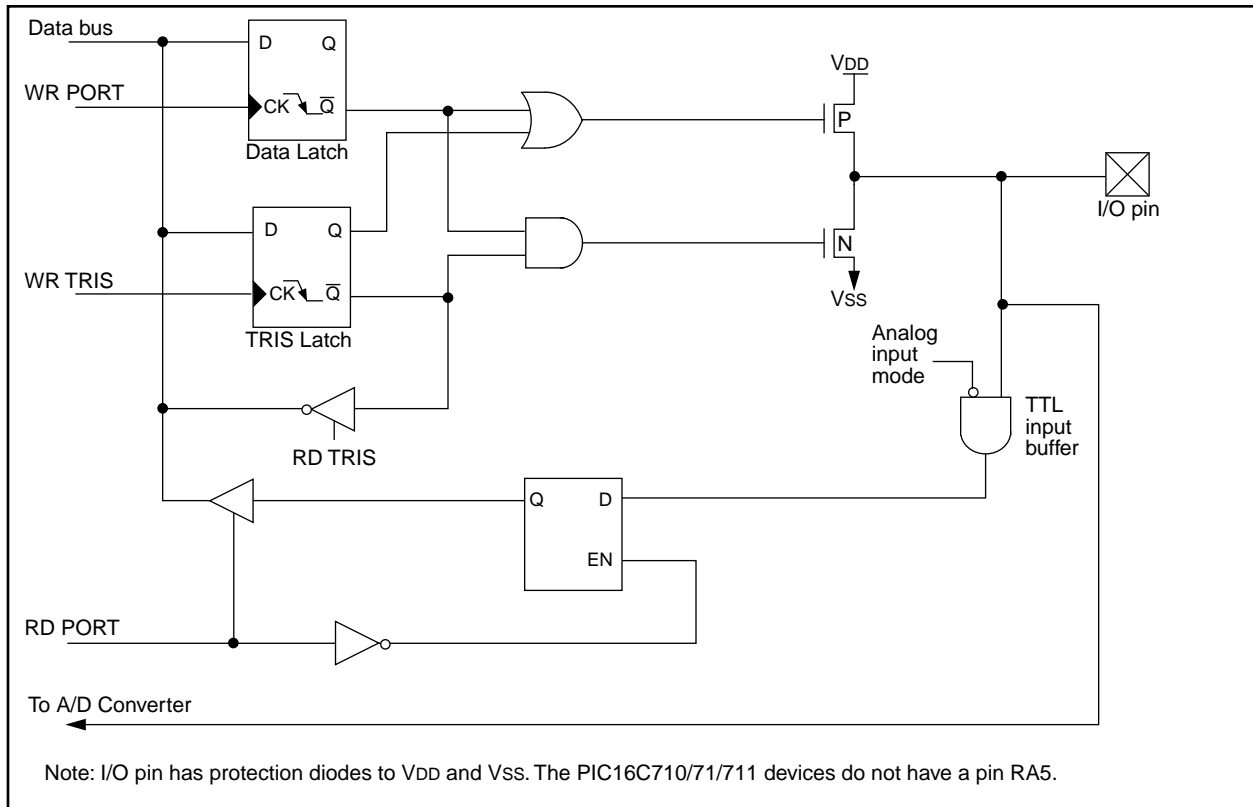 Data bus
D Q
WR PORT
CK Q̅
Data Latch
VDD
P
I/O pin
D Q
N
WR TRIS
CK Q̅
VSS
TRIS Latch
Analog
input
mode
TTL
input
buffer
RD TRIS
Q D
EN
RD PORT
To A/D Converter
Note: I/O pin has protection diodes to VDD and VSS. The PIC16C710/71/711 devices do not have a pin RA5.